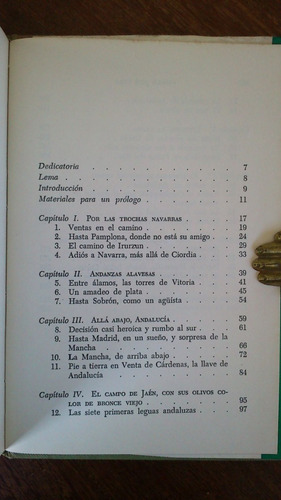 Dedicatoria . . . . . . . . . 7
Lema . . . . . . . . . 8
Introducción . . . . . . . . . 9
Materiales para un prólogo . . . . . . 11
Capítulo I. Por las trochas navarras . . . 17
1. Ventas en el camino . . . . . . 19
2. Hasta Pamplona, donde no está su amigo . 24
3. El camino de Irurzun . . . . . . 29
4. Adiós a Navarra, más allá de Ciordia . . 33
Capítulo II. Andanzas alavesas . . . . 39
5. Entre álamos, las torres de Vitoria . . . 41
6. Un amadeo de plata . . . . . . 45
7. Hasta Sobrón, como un agüista . . . . 54
Capítulo III. Allá abajo, Andalucía . . . 59
8. Decisión casi heroica y rumbo al sur . . 61
9. Hasta Madrid, en un sueño, y sorpresa de la
Mancha . . . . . . . . . 66
10. La Mancha, de arriba abajo . . . . . 72
11. Pie a tierra en Venta de Cárdenas, la llave de
Andalucía . . . . . . . . . 84
Capítulo IV. El campo de Jaén, con sus olivos co-
lor de bronce viejo . . . . . . 95
12. Las siete primeras leguas andaluzas . . . 97